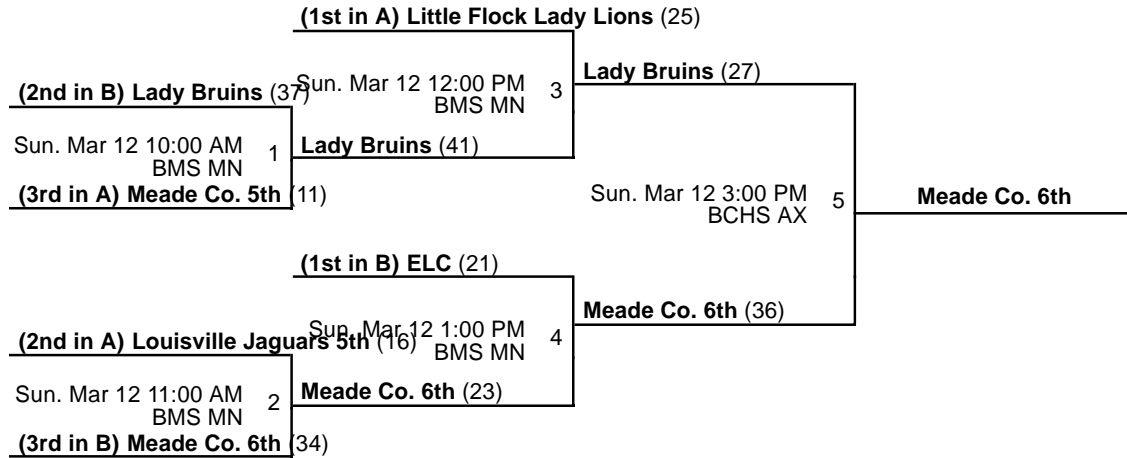 (1st in A) Little Flock Lady Lions (25)
Sun. Mar 12 12:00 PM
BMS MN
3
Lady Bruins (27)
(2nd in B) Lady Bruins (37)
Sun. Mar 12 10:00 AM
BMS MN
1
Lady Bruins (41)
(3rd in A) Meade Co. 5th (11)
Sun. Mar 12 3:00 PM
BCHS AX
5
Meade Co. 6th
(1st in B) ELC (21)
Sun. Mar 12 1:00 PM
BMS MN
4
Meade Co. 6th (36)
(2nd in A) Louisville Jaguars 5th (16)
Sun. Mar 12 11:00 AM
BMS MN
2
Meade Co. 6th (23)
(3rd in B) Meade Co. 6th (34)